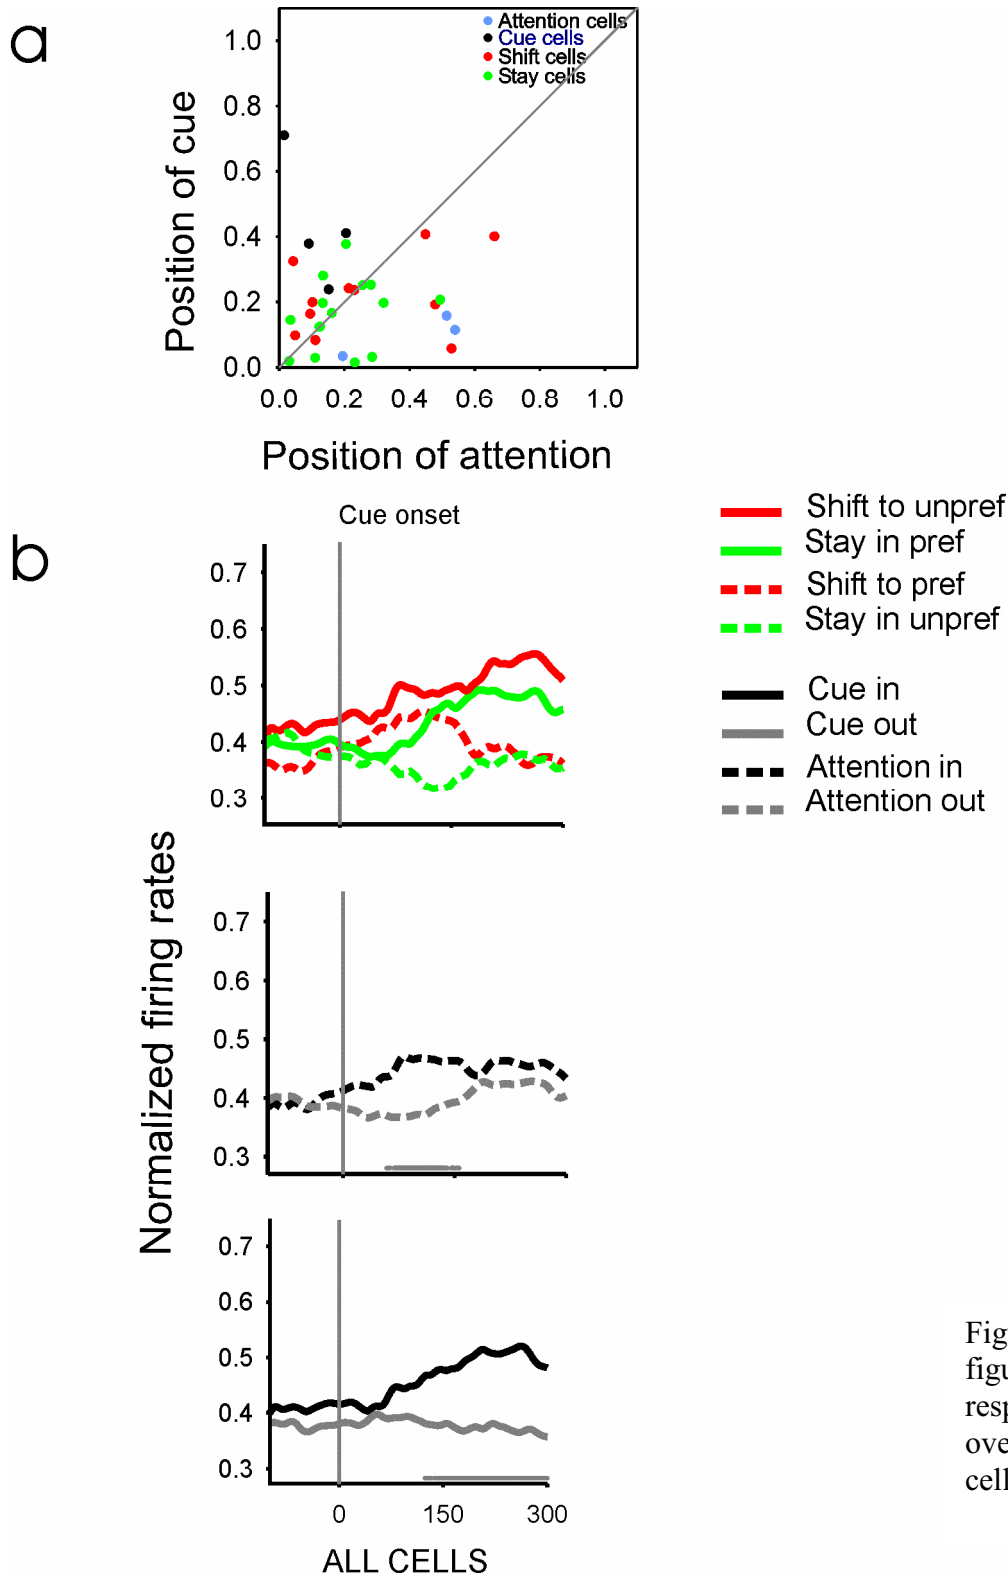 a
Attention cells
Cue cells
Shift cells
Stay cells
1.0
0.8
0.6
0.4
0.2
0.0
Position of cue
0.0 0.2 0.4 0.6 0.8 1.0
Position of attention
b
Cue onset
Shift to unpref
Stay in pref
Shift to pref
Stay in unpref
Cue in
Cue out
Attention in
Attention out
0.7
0.6
0.5
0.4
0.3
Normalized firing rates
0.7
0.6
0.5
0.4
0.3
0.7
0.6
0.5
0.4
0.3
0 150 300
ALL CELLS
Fig
figu
resp
ove
cell